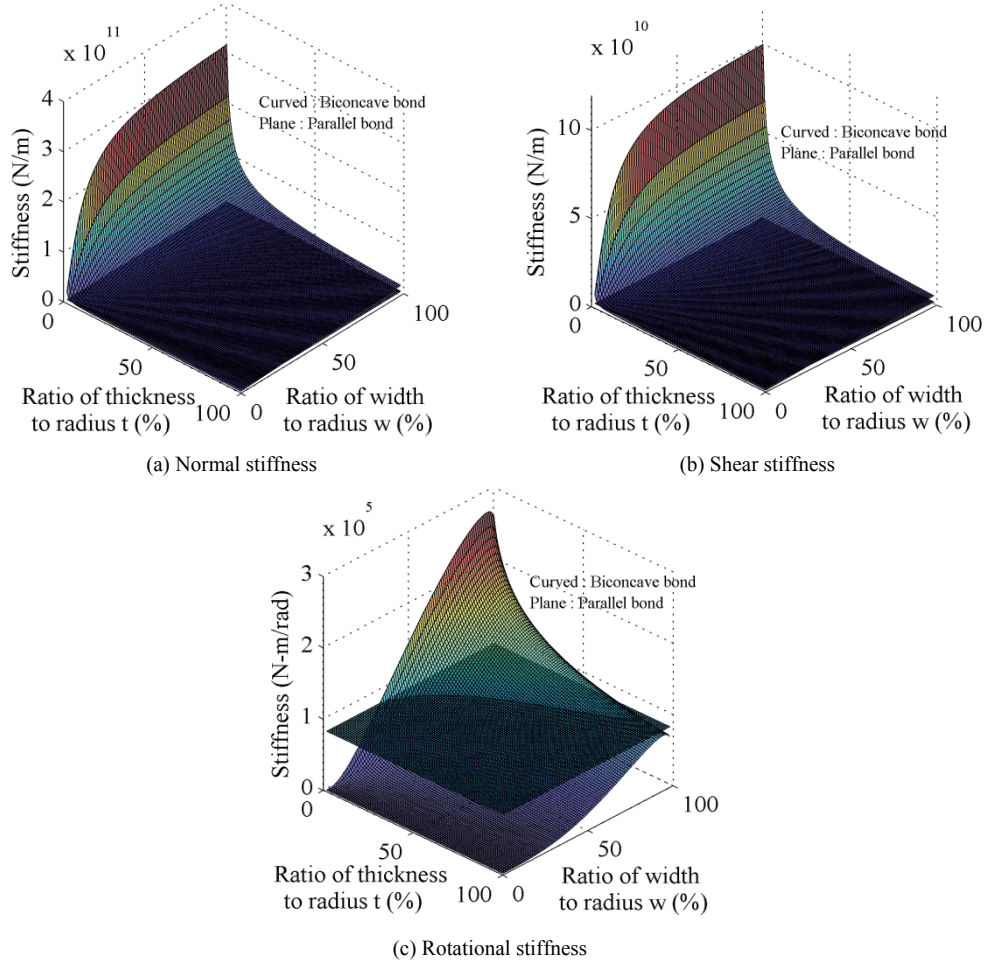 x 10 11
4
3
2
1
0
Stiffness (N/m)
Curved : Biconcave bond
Plane : Parallel bond
0
50
100
Ratio of thickness
to radius t (%)
0
50
100
Ratio of width
to radius w (%)
(a) Normal stiffness
x 10 10
10
5
0
Stiffness (N/m)
Curved : Biconcave bond
Plane : Parallel bond
0
50
100
Ratio of thickness
to radius t (%)
0
50
100
Ratio of width
to radius w (%)
(b) Shear stiffness
x 10 5
3
2
1
0
Stiffness (N-m/rad)
Curved : Biconcave bond
Plane : Parallel bond
0
50
100
Ratio of thickness
to radius t (%)
0
50
100
Ratio of width
to radius w (%)
(c) Rotational stiffness